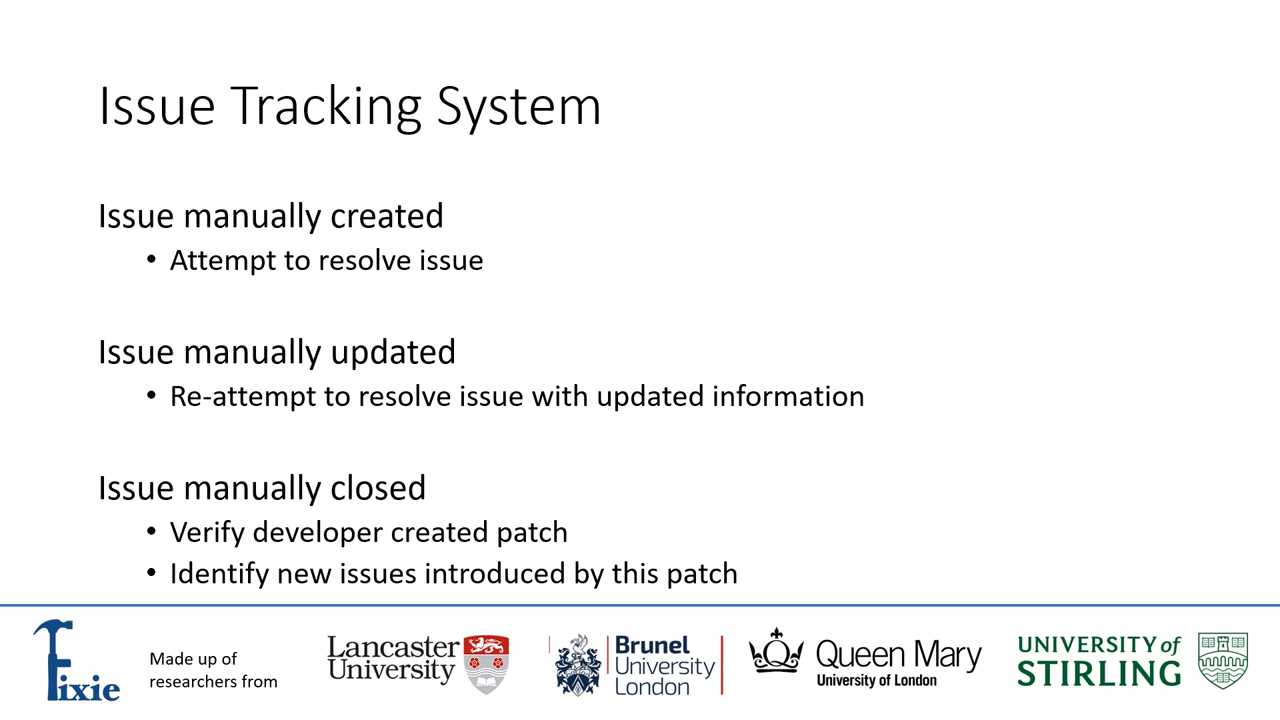 Issue Tracking System
Issue manually created
• Attempt to resolve issue
Issue manually updated
• Re-attempt to resolve issue with updated information
Issue manually closed
• Verify developer created patch
• Identify new issues introduced by this patch
Fixie
Made up of
researchers from
Lancaster
University
Brunel
University
London
Queen Mary
University of London
UNIVERSITY of
STIRLING